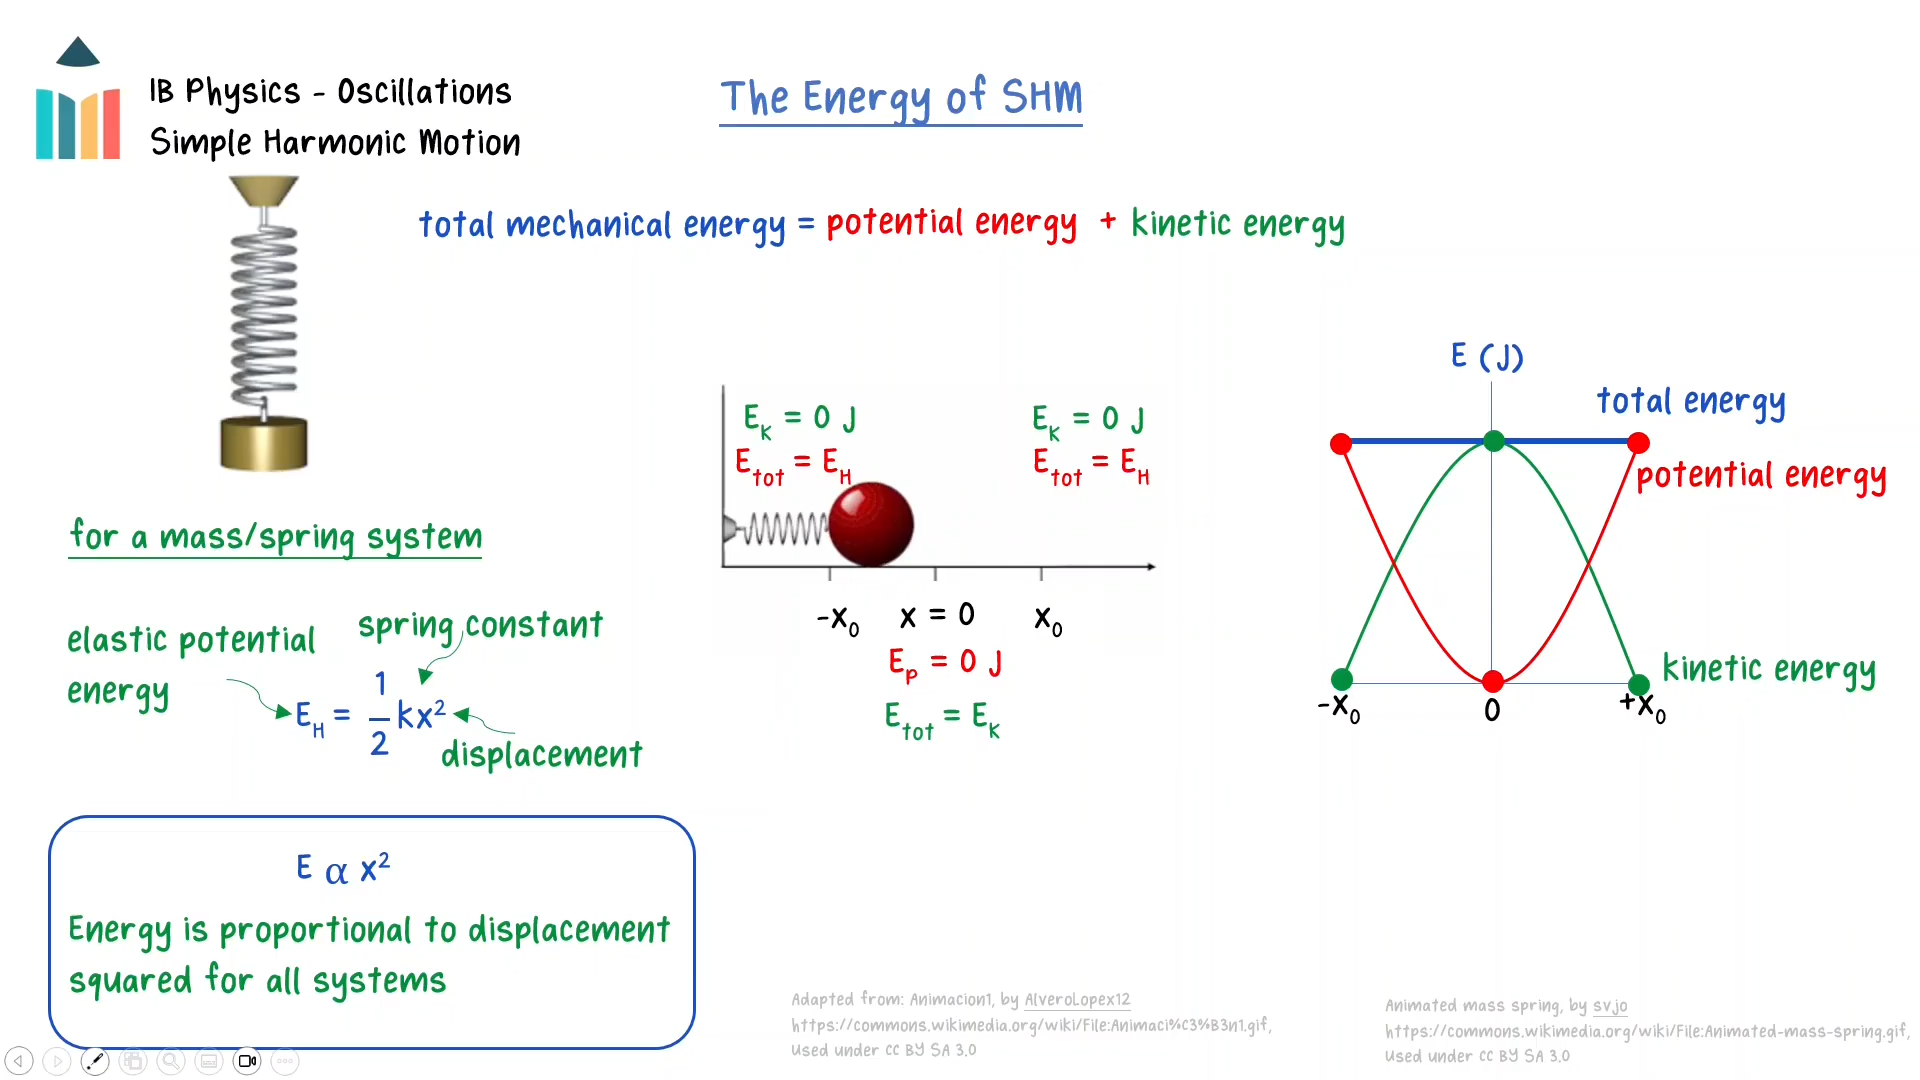 IB Physics - Oscillations
Simple Harmonic Motion
The Energy of SHM
total mechanical energy = potential energy + kinetic energy
for a mass/spring system
elastic potential
energy
spring constant
E_H = 1/2 kx²
displacement
E α x²
Energy is proportional to displacement
squared for all systems
E_K = 0 J
E_tot = E_H
E_K = 0 J
E_tot = E_H
-x₀
x = 0
x₀
E_P = 0 J
E_tot = E_K
E (J)
total energy
potential energy
kinetic energy
-x₀
0
+x₀
Adapted from: Animacion1, by AlveroLopex12
https://commons.wikimedia.org/wiki/File:Animaci%C3%B3n1.gif,
Used under CC BY SA 3.0
Animated mass spring, by svjo
https://commons.wikimedia.org/wiki/File:Animated-mass-spring.gif,
Used under CC BY SA 3.0